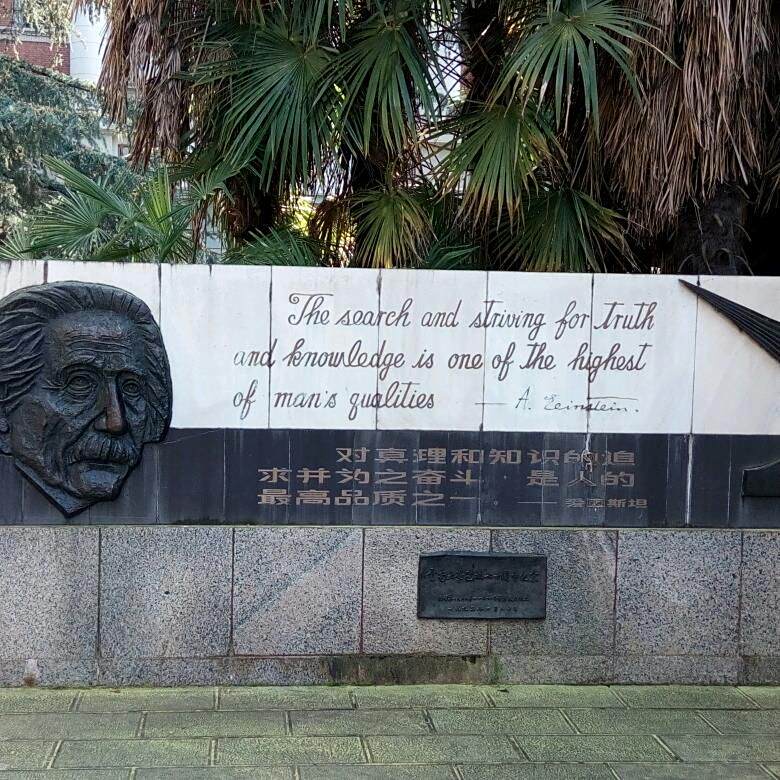 The search and striving for truth
and knowledge is one of the highest
of man's qualities — A. Einstein.
对真理和知识的追
求并为之奋斗 是人的
最高品质之一。 ——爱因斯坦